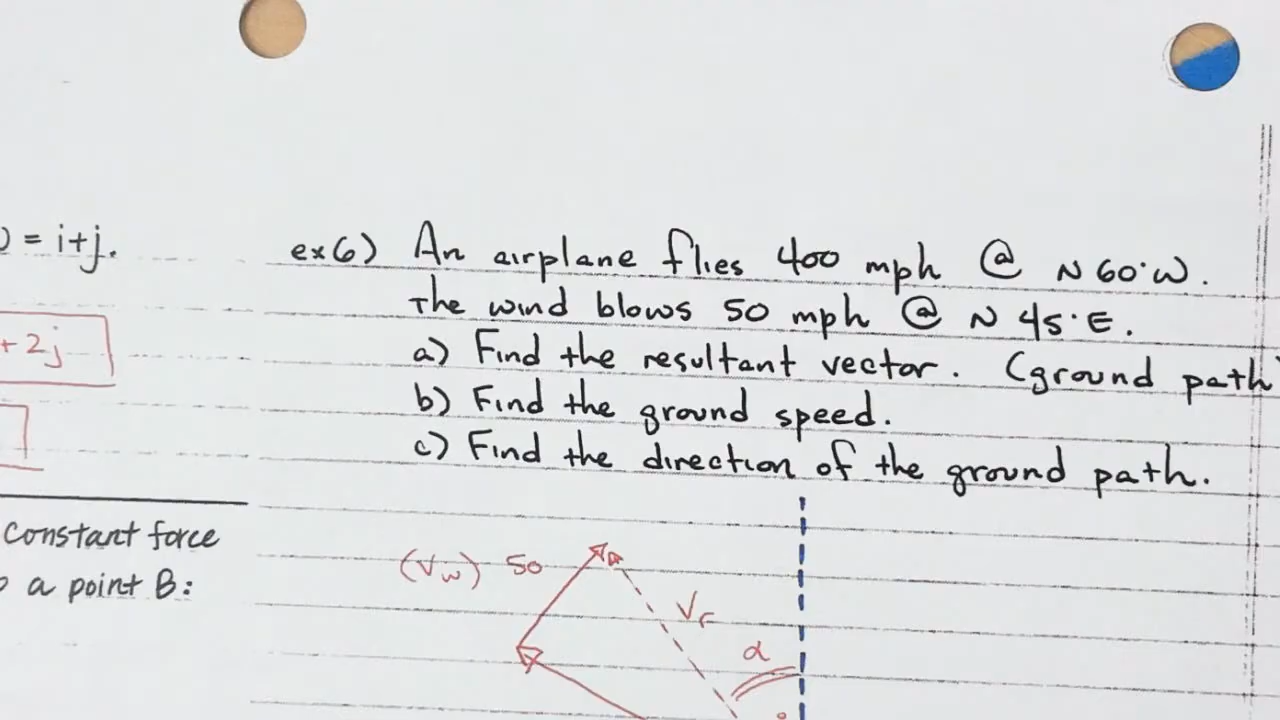 ) = i+j.
+ 2j
constant force
a point B:
ex6) An airplane flies 400 mph @ N 60° W.
The wind blows 50 mph @ N 45° E.
a) Find the resultant vector. (ground path
b) Find the ground speed.
c) Find the direction of the ground path.
(Vw) 50
Vr
α